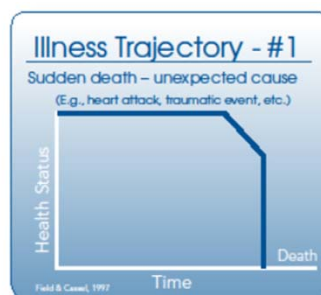 Illness Trajectory - #1
Sudden death – unexpected cause
(E.g., heart attack, traumatic event, etc.)
Health Status
Death
Time
Field & Cassel, 1997